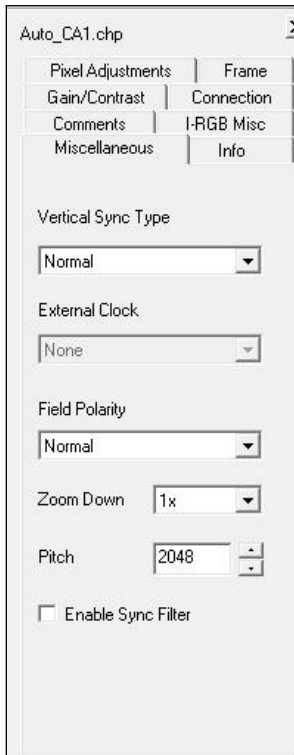 Auto_CA1.chp
Pixel Adjustments Frame
Gain/Contrast Connection
Comments I-RGB Misc
Miscellaneous Info
Vertical Sync Type
Normal
External Clock
None
Field Polarity
Normal
Zoom Down 1x
Pitch 2048
Enable Sync Filter